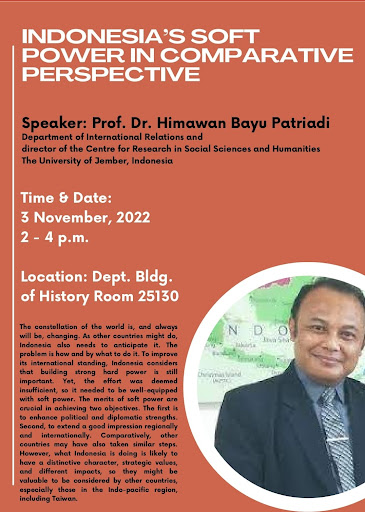 INDONESIA'S SOFT
POWER IN COMPARATIVE
PERSPECTIVE
Speaker: Prof. Dr. Himawan Bayu Patriadi
Department of International Relations and
director of the Centre for Research in Social Sciences and Humanities
The University of Jember, Indonesia
Time & Date:
3 November, 2022
2 - 4 p.m.
Location: Dept. Bldg.
of History Room 25130
The constellation of the world is, and always
will be, changing. As other countries might do,
Indonesia also needs to anticipate it. The
problem is how and by what to do it. To improve
its international standing, Indonesia considers
that building strong hard power is still
important. Yet, the effort was deemed
insufficient, so it needed to be well-equipped
with soft power. The merits of soft power are
crucial in achieving two objectives. The first is
to enhance political and diplomatic strengths.
Second, to extend a good impression regionally
and internationally. Comparatively, other
countries may have also taken similar steps.
However, what Indonesia is doing is likely to
have a distinctive character, strategic values,
and different impacts, so they might be
valuable to be considered by other countries,
especially those in the Indo-pacific region,
including Taiwan.
N D O
Java Sea
Jakarta
Christmas Island